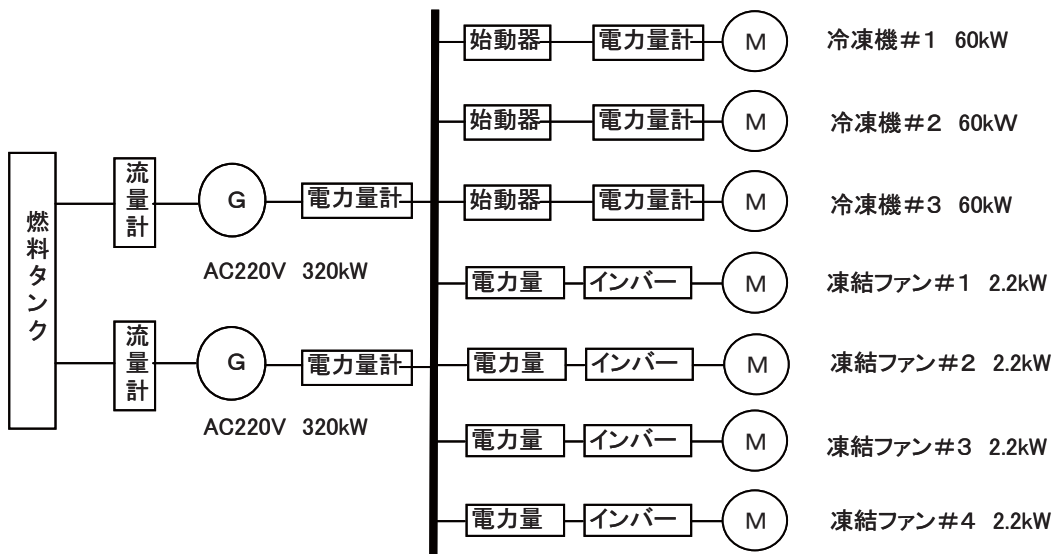 燃料タンク
流量計
G
電力量計
AC220V 320kW
流量計
G
電力量計
AC220V 320kW
始動器
電力量計
M
冷凍機#1 60kW
始動器
電力量計
M
冷凍機#2 60kW
始動器
電力量計
M
冷凍機#3 60kW
電力量
インバー
M
凍結ファン#1 2.2kW
電力量
インバー
M
凍結ファン#2 2.2kW
電力量
インバー
M
凍結ファン#3 2.2kW
電力量
インバー
M
凍結ファン#4 2.2kW